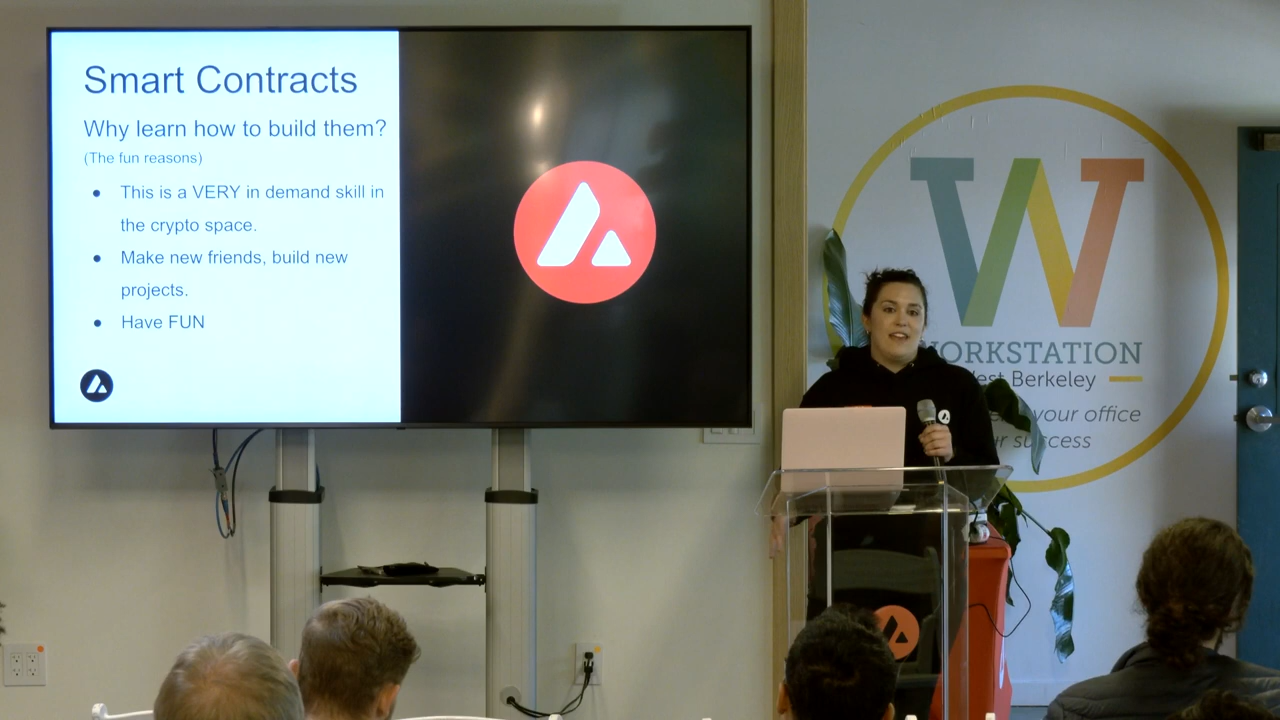 Smart Contracts
Why learn how to build them?
(The fun reasons)
● This is a VERY in demand skill in
the crypto space.
● Make new friends, build new
projects.
● Have FUN
W
WORKSTATION
West Berkeley
your office
success